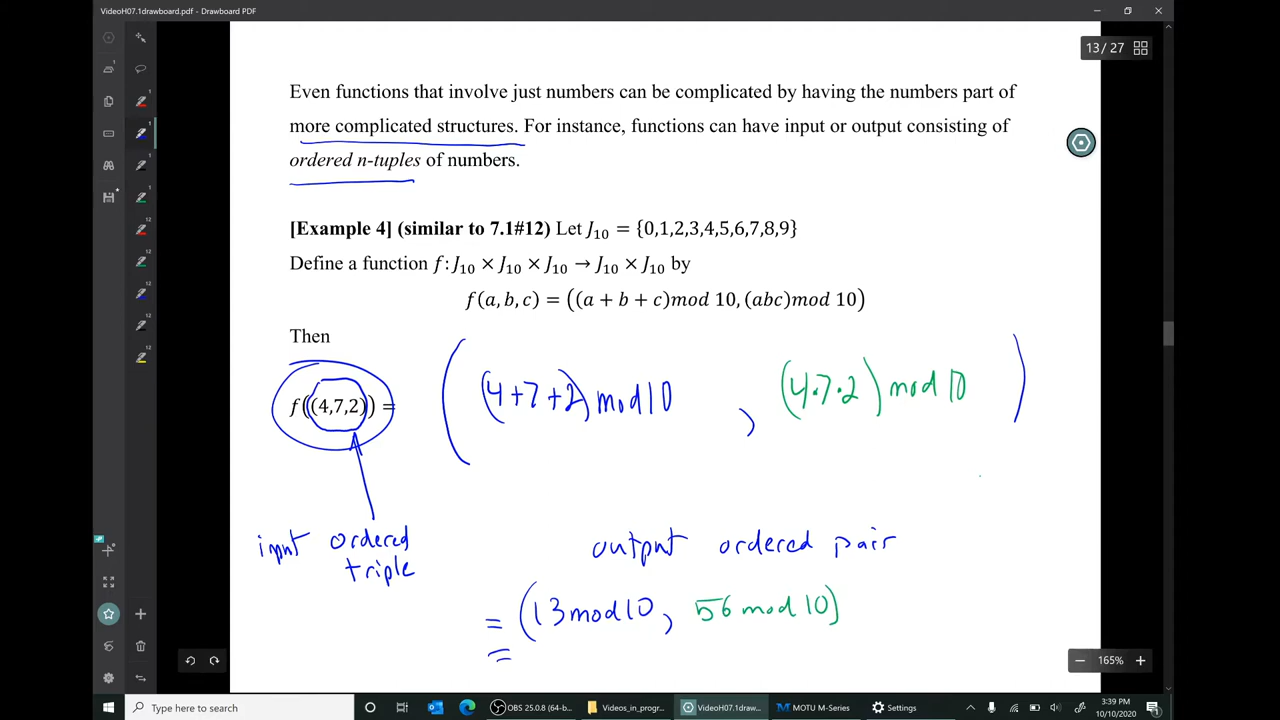 VideoH07.1drawboard.pdf - Drawboard PDF
13/27
Even functions that involve just numbers can be complicated by having the numbers part of
more complicated structures. For instance, functions can have input or output consisting of
ordered n-tuples of numbers.
[Example 4] (similar to 7.1#12) Let J₁₀ = {0,1,2,3,4,5,6,7,8,9}
Define a function f: J₁₀ × J₁₀ × J₁₀ → J₁₀ × J₁₀ by
f(a, b, c) = ((a + b + c)mod 10, (abc)mod 10)
Then
f((4,7,2)) = ((4+7+2) mod 10 , (4·7·2) mod 10)
input ordered triple
output ordered pair
= (13 mod 10, 56 mod 10)
=
165%
Type here to search
OBS 25.0.8 (64-b...
Videos_in_progr...
VideoH07.1draw...
MOTU M-Series
Settings
3:39 PM
10/10/2020